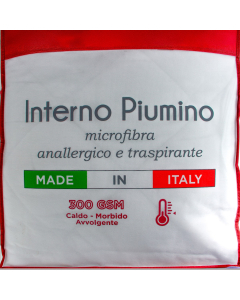 Interno Piumino
microfibra
anallergico e traspirante
MADE IN ITALY
300 GSM
Caldo - Morbido
Avvolgente